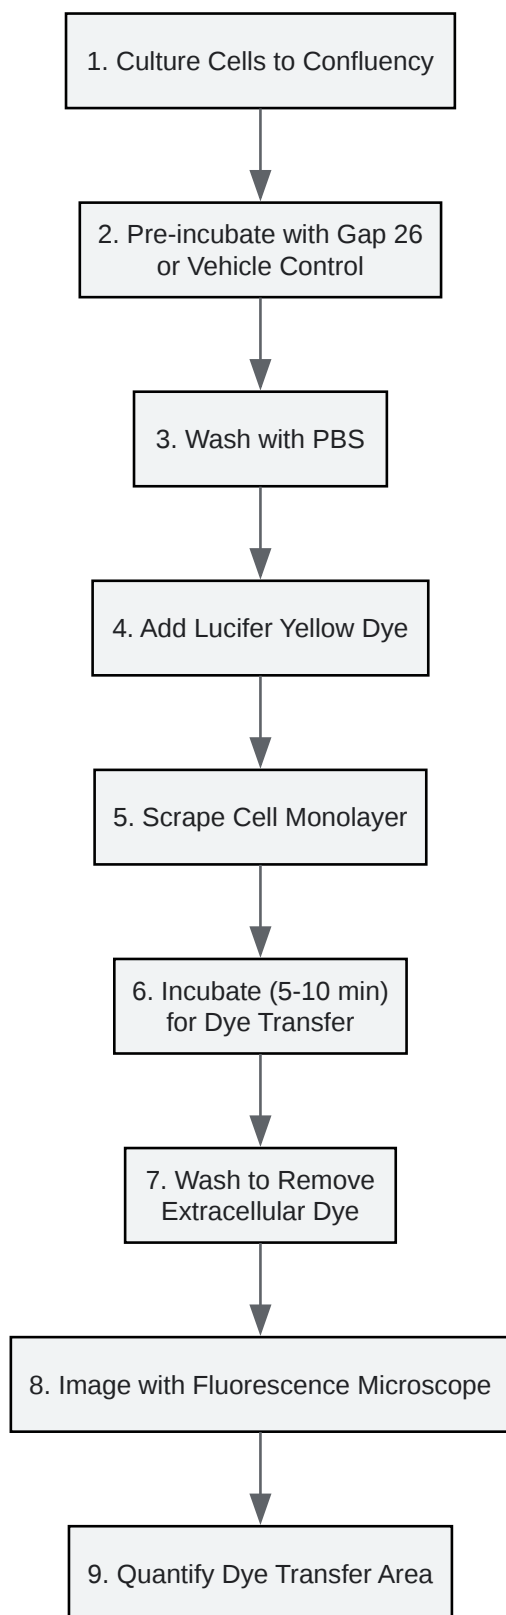 1. Culture Cells to Confluency
2. Pre-incubate with Gap 26
or Vehicle Control
3. Wash with PBS
4. Add Lucifer Yellow Dye
5. Scrape Cell Monolayer
6. Incubate (5-10 min)
for Dye Transfer
7. Wash to Remove
Extracellular Dye
8. Image with Fluorescence Microscope
9. Quantify Dye Transfer Area